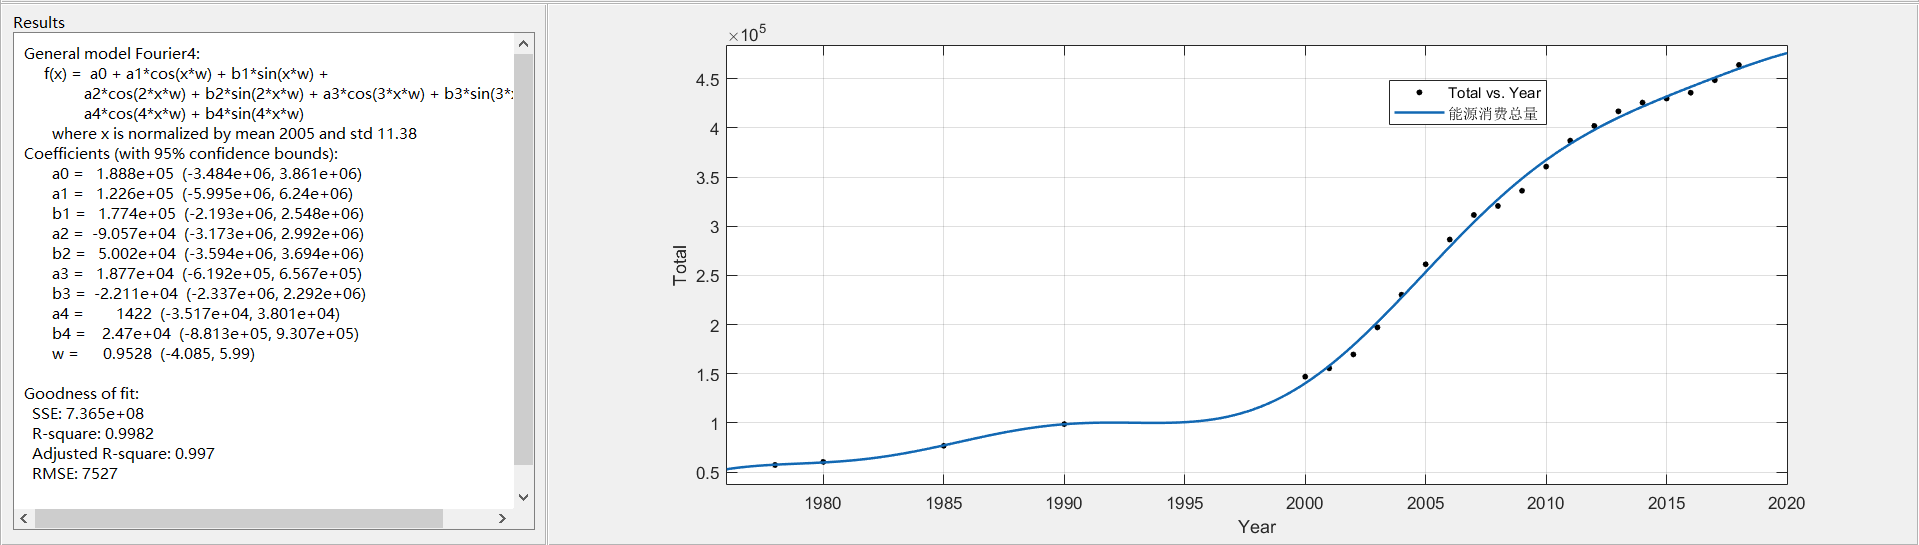 Results
General model Fourier4:
f(x) = a0 + a1*cos(x*w) + b1*sin(x*w) +
a2*cos(2*x*w) + b2*sin(2*x*w) + a3*cos(3*x*w) + b3*sin(3*x
a4*cos(4*x*w) + b4*sin(4*x*w)
where x is normalized by mean 2005 and std 11.38
Coefficients (with 95% confidence bounds):
a0 = 1.888e+05 (-3.484e+06, 3.861e+06)
a1 = 1.226e+05 (-5.995e+06, 6.24e+06)
b1 = 1.774e+05 (-2.193e+06, 2.548e+06)
a2 = -9.057e+04 (-3.173e+06, 2.992e+06)
b2 = 5.002e+04 (-3.594e+06, 3.694e+06)
a3 = 1.877e+04 (-6.192e+05, 6.567e+05)
b3 = -2.211e+04 (-2.337e+06, 2.292e+06)
a4 = 1422 (-3.517e+04, 3.801e+04)
b4 = 2.47e+04 (-8.813e+05, 9.307e+05)
w = 0.9528 (-4.085, 5.99)
Goodness of fit:
SSE: 7.365e+08
R-square: 0.9982
Adjusted R-square: 0.997
RMSE: 7527
×10^5
4.5
4
3.5
3
2.5
2
1.5
1
0.5
Total
Total vs. Year
能源消费总量
1980 1985 1990 1995 2000 2005 2010 2015 2020
Year